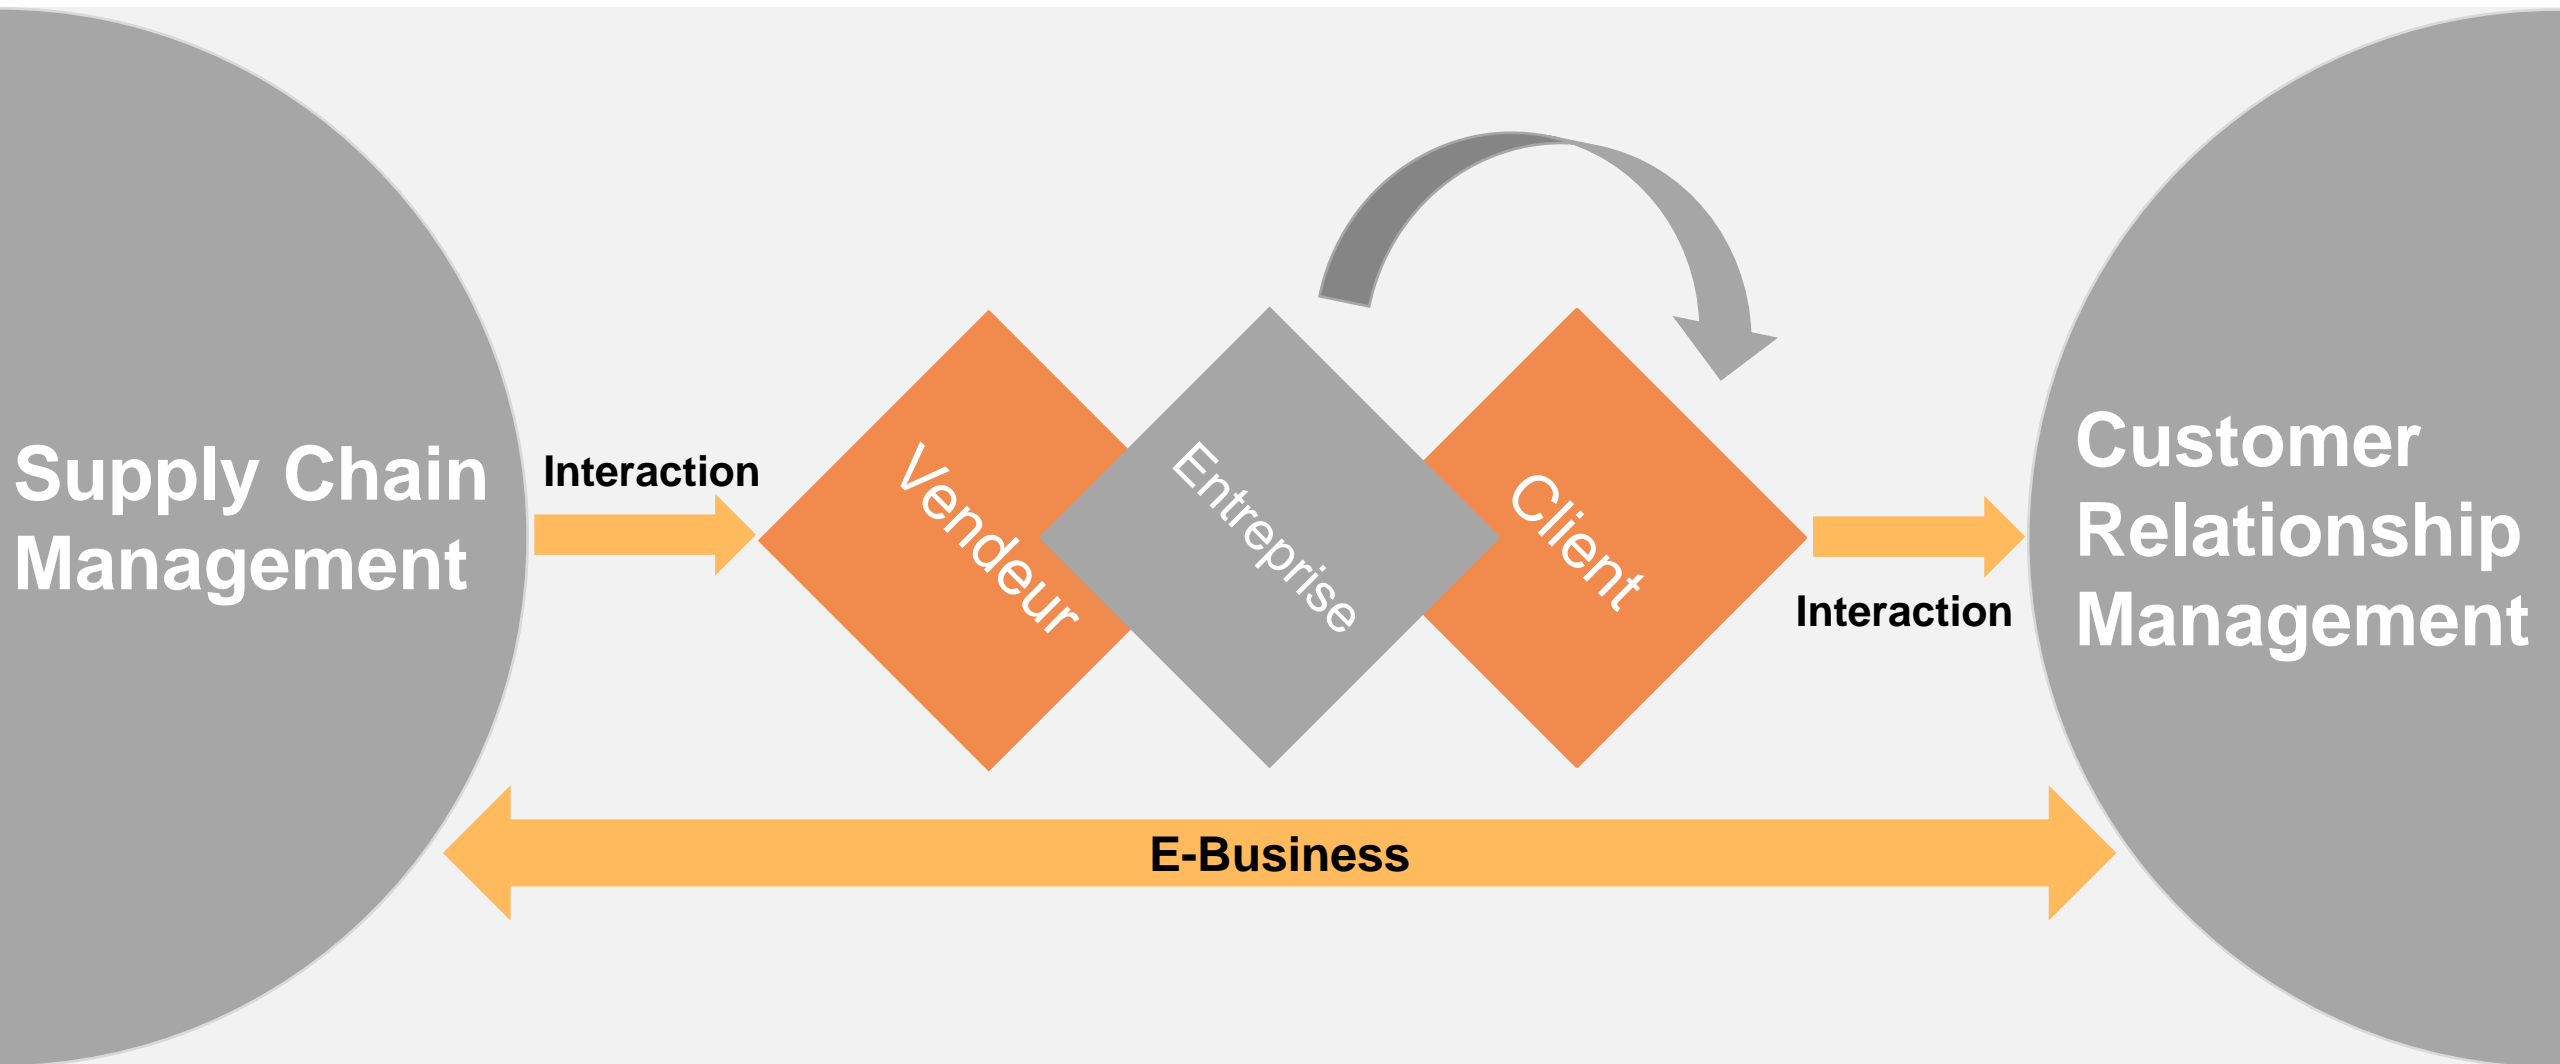 Supply Chain
Management
Interaction
Vendeur
Entreprise
Client
Interaction
Customer
Relationship
Management
E-Business